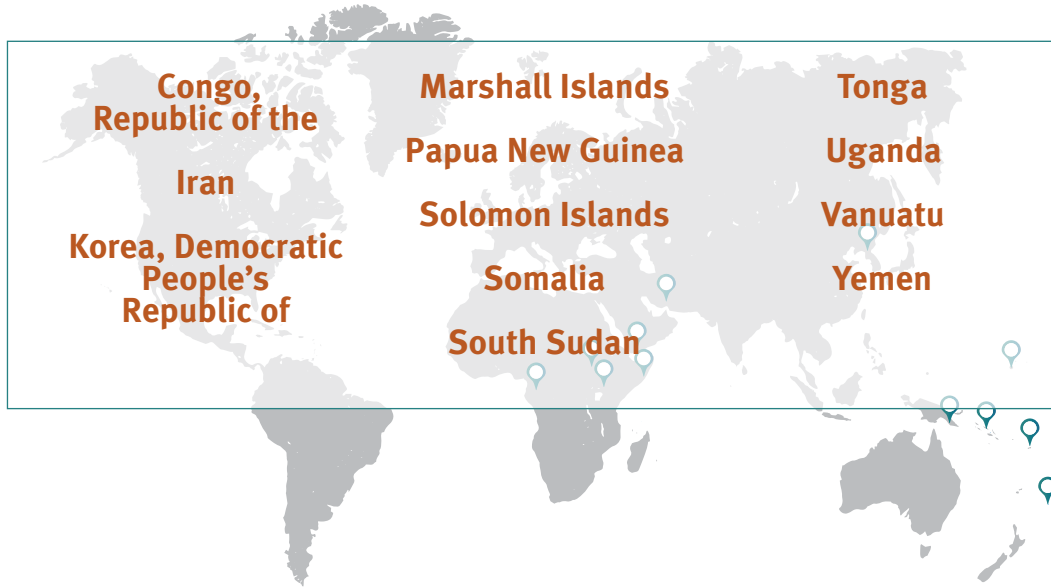 Congo,
Republic of the
Iran
Korea, Democratic
People’s
Republic of
Marshall Islands
Papua New Guinea
Solomon Islands
Somalia
South Sudan
Tonga
Uganda
Vanuatu
Yemen